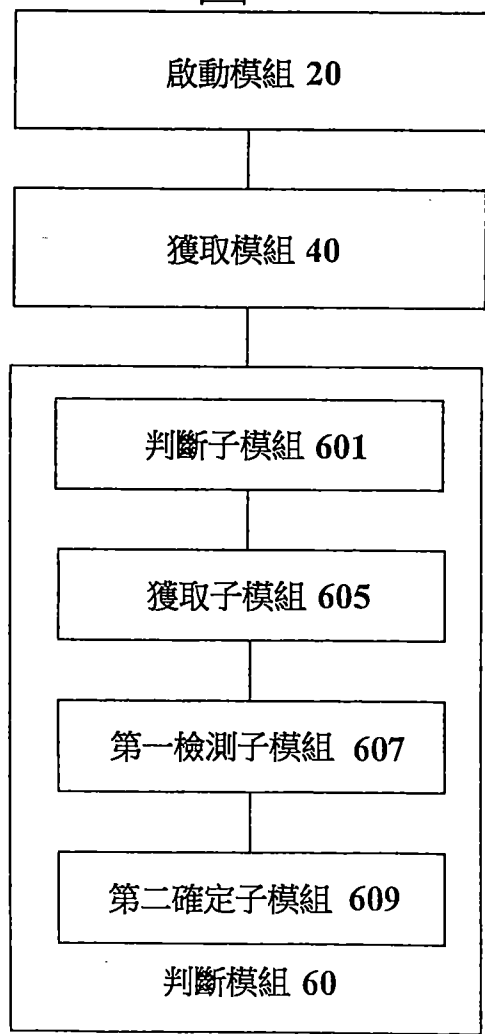 啟動模組 20
獲取模組 40
判斷子模組 601
獲取子模組 605
第一檢測子模組 607
第二確定子模組 609
判斷模組 60